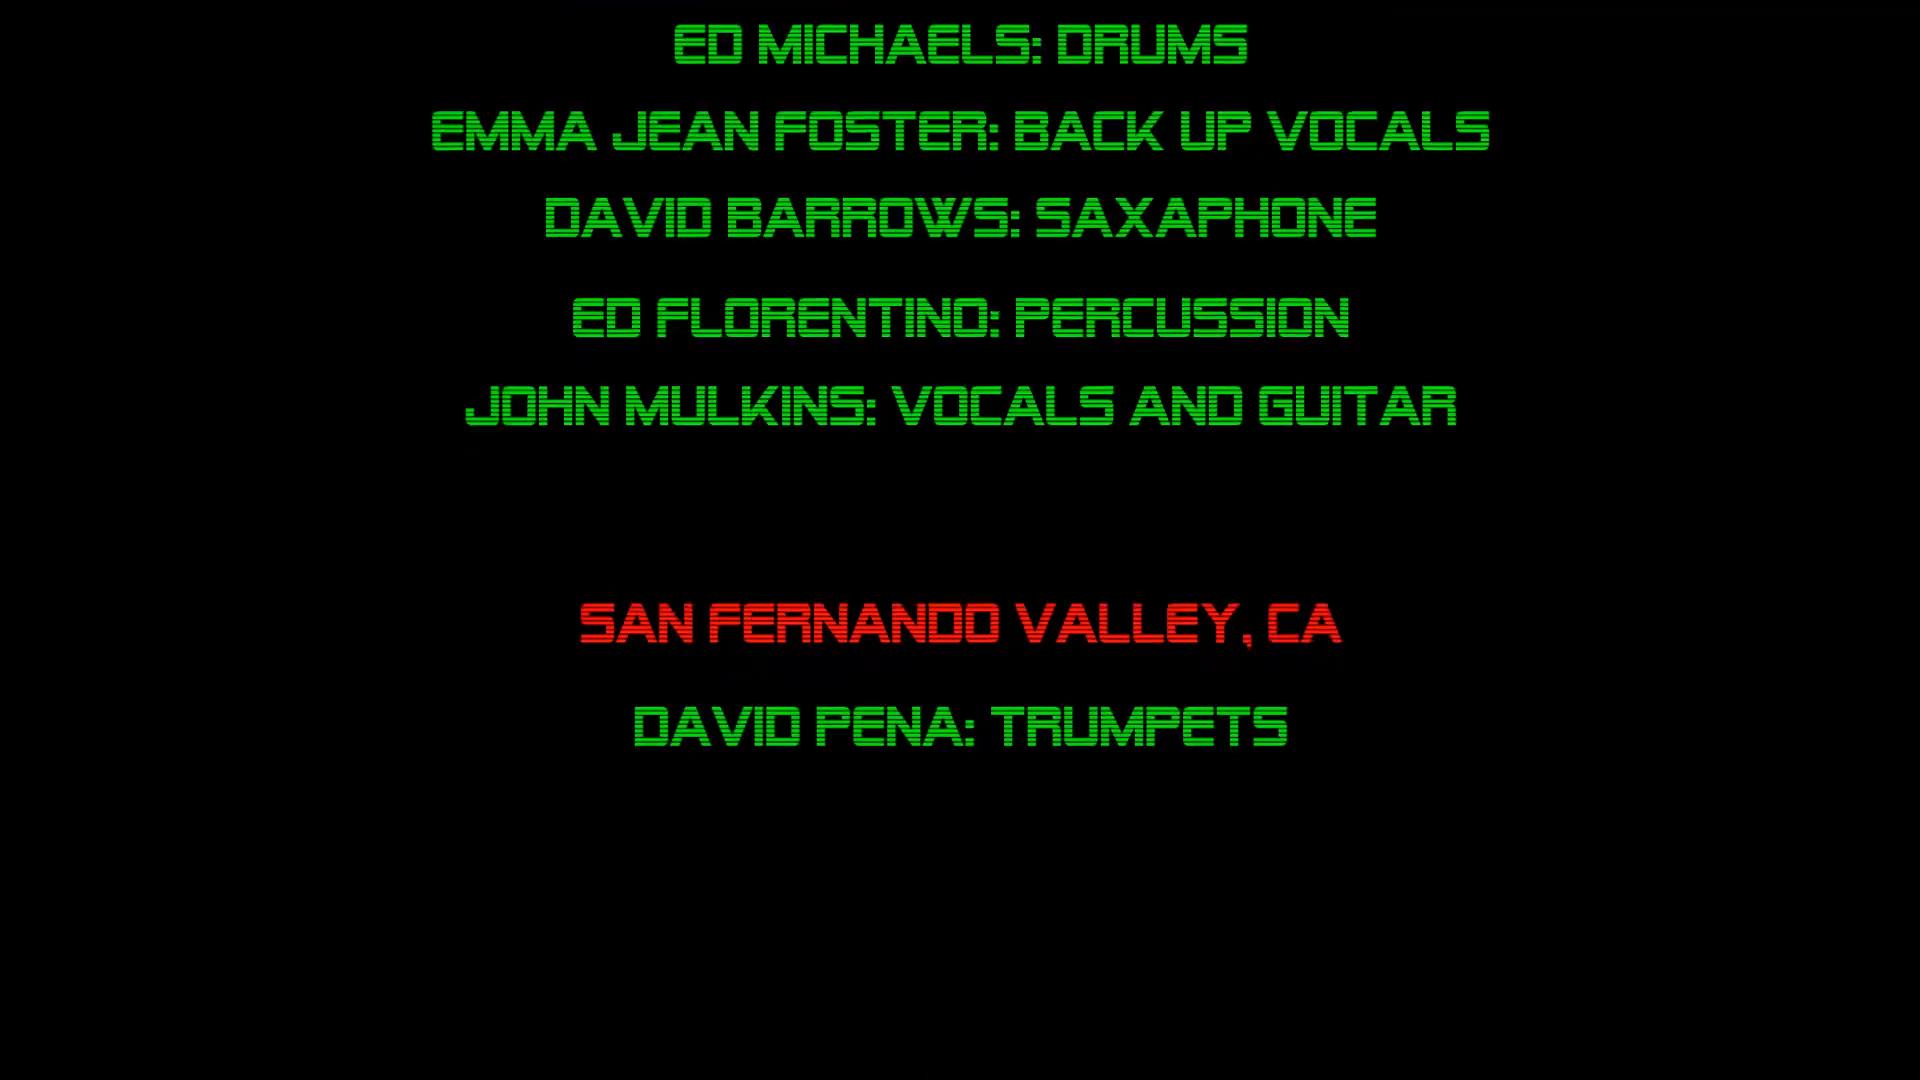 ED MICHAELS: DRUMS
EMMA JEAN FOSTER: BACK UP VOCALS
DAVID BARROWS: SAXAPHONE
ED FLORENTINO: PERCUSSION
JOHN MULKINS: VOCALS AND GUITAR
SAN FERNANDO VALLEY, CA
DAVID PENA: TRUMPETS